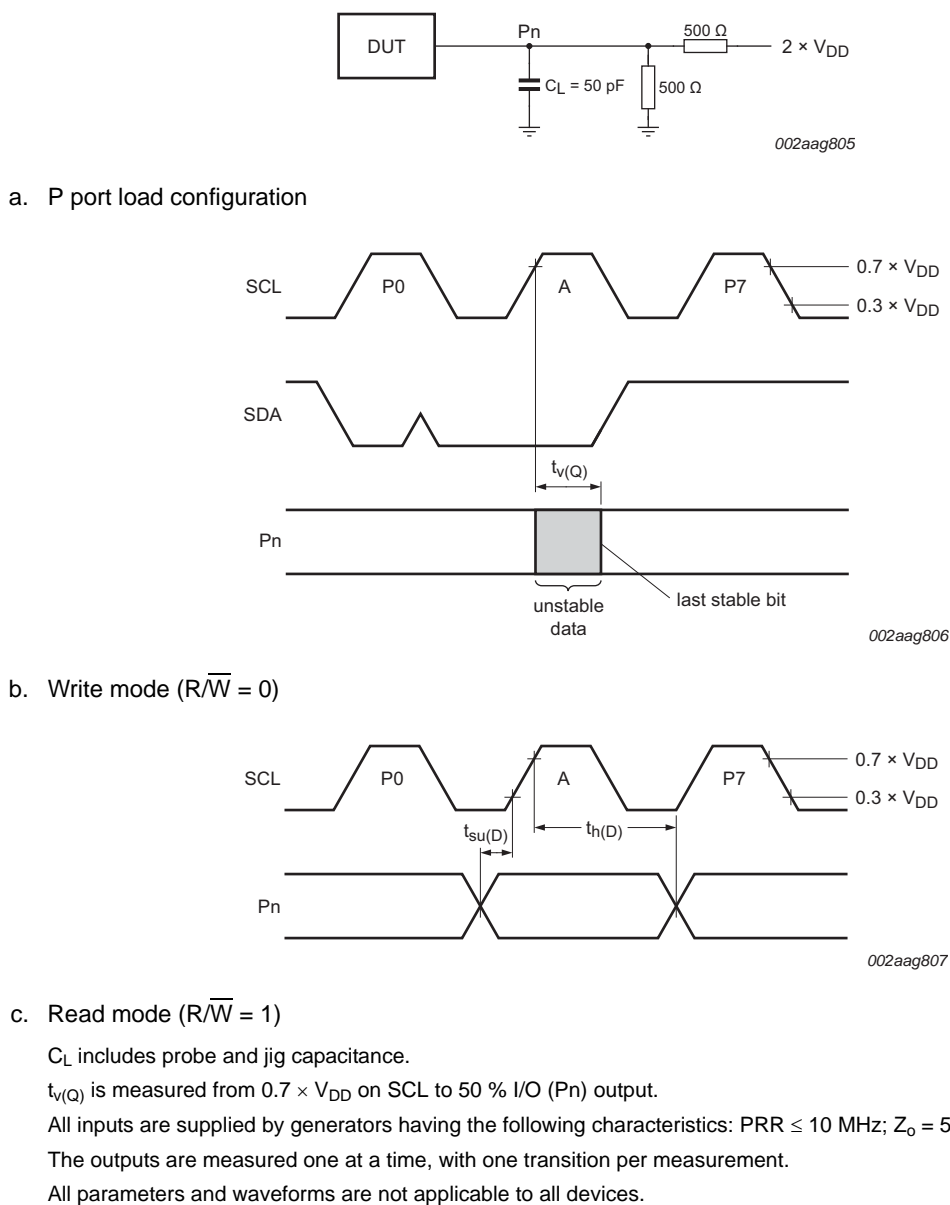 DUT
Pn
500 Ω
2 × VDD
CL = 50 pF
500 Ω
002aag805
a. P port load configuration
SCL
P0
A
P7
0.7 × VDD
0.3 × VDD
SDA
tv(Q)
Pn
unstable
data
last stable bit
002aag806
b. Write mode (R/W̅ = 0)
SCL
P0
A
P7
0.7 × VDD
0.3 × VDD
tsu(D)
th(D)
Pn
002aag807
c. Read mode (R/W̅ = 1)
CL includes probe and jig capacitance.
tv(Q) is measured from 0.7 × VDD on SCL to 50 % I/O (Pn) output.
All inputs are supplied by generators having the following characteristics: PRR ≤ 10 MHz; Zo = 5
The outputs are measured one at a time, with one transition per measurement.
All parameters and waveforms are not applicable to all devices.